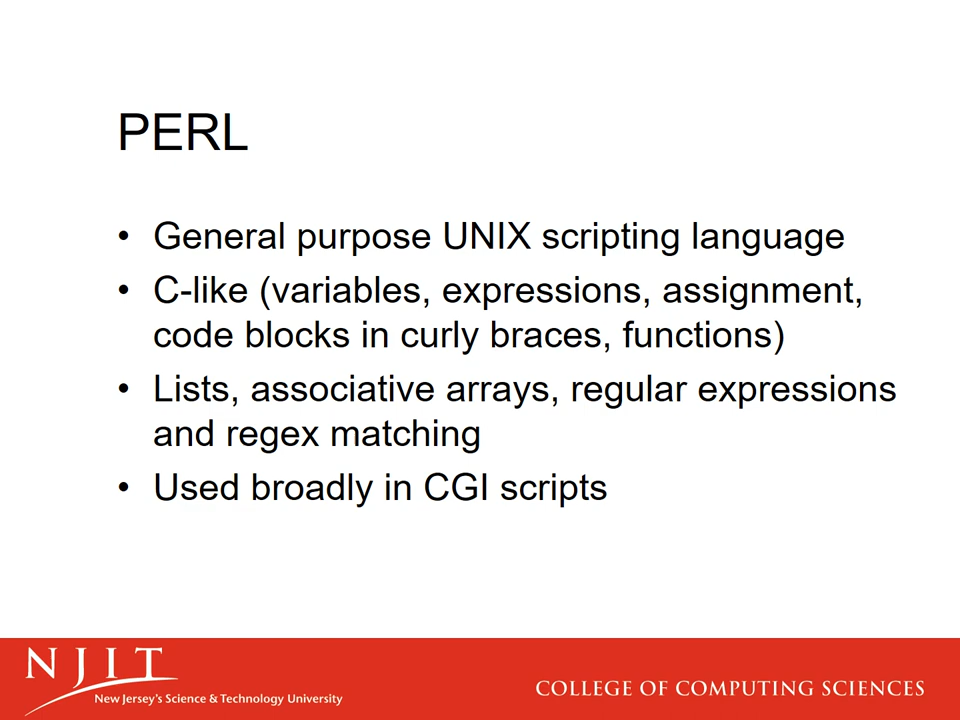 PERL
• General purpose UNIX scripting language
• C-like (variables, expressions, assignment,
code blocks in curly braces, functions)
• Lists, associative arrays, regular expressions
and regex matching
• Used broadly in CGI scripts
NJIT
New Jersey's Science & Technology University
COLLEGE OF COMPUTING SCIENCES